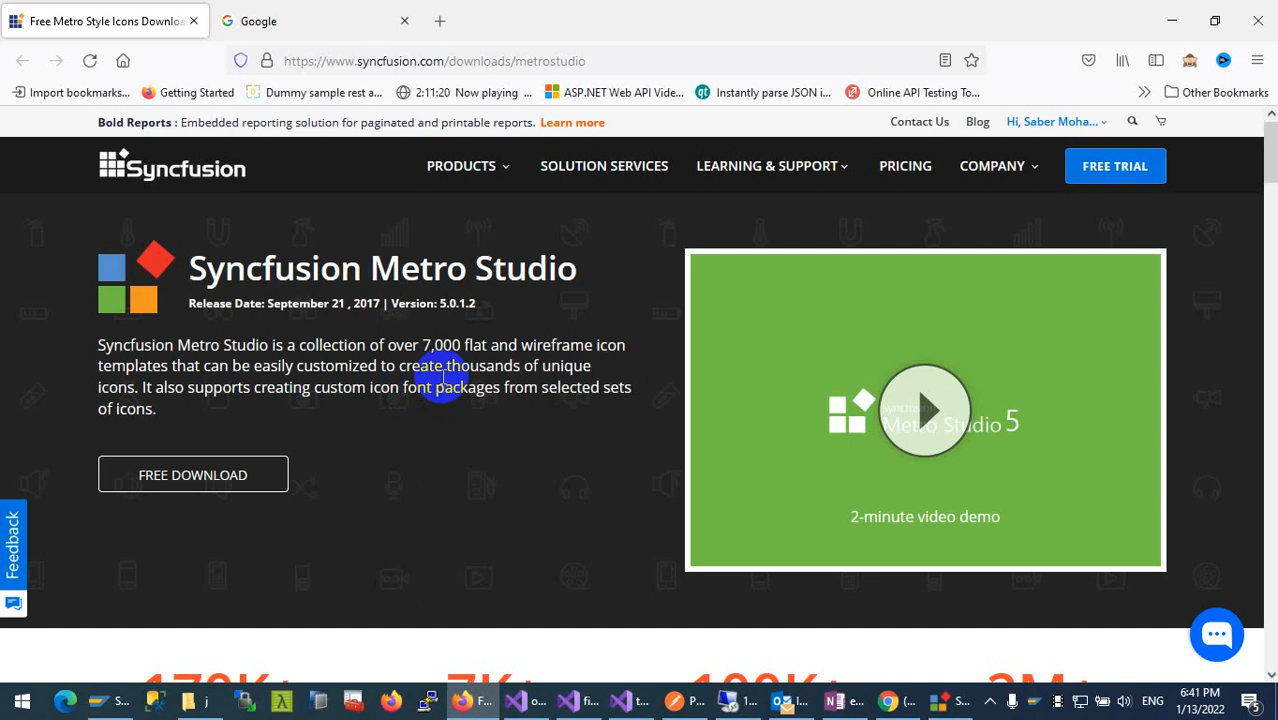 Free Metro Style Icons Downloa
Google
https://www.syncfusion.com/downloads/metrostudio
Import bookmarks...
Getting Started
Dummy sample rest a...
2:11:20 Now playing ...
ASP.NET Web API Vide...
qt Instantly parse JSON i...
Online API Testing To...
Other Bookmarks
Bold Reports : Embedded reporting solution for paginated and printable reports. Learn more
Contact Us
Blog
Hi, Saber Moha...
Syncfusion
PRODUCTS
SOLUTION SERVICES
LEARNING & SUPPORT
PRICING
COMPANY
FREE TRIAL
Syncfusion Metro Studio
Release Date: September 21 , 2017 | Version: 5.0.1.2
Syncfusion Metro Studio is a collection of over 7,000 flat and wireframe icon
templates that can be easily customized to create thousands of unique
icons. It also supports creating custom icon font packages from selected sets
of icons.
FREE DOWNLOAD
Syncfusion
Metro Studio 5
2-minute video demo
Feedback
S...
j
F...
o...
fi...
t...
P...
1...
I...
e...
(...
S...
ENG
6:41 PM
1/13/2022
5